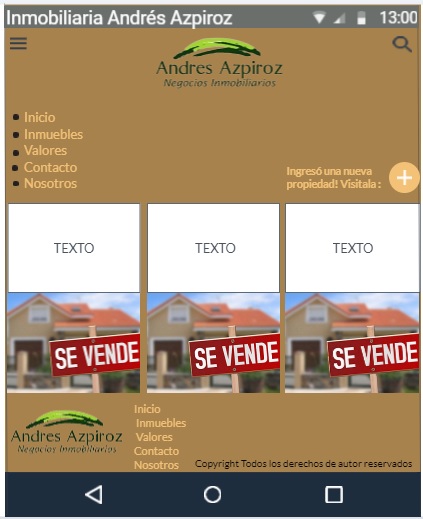 Inmobiliaria Andrés Azpiroz
13:00
Andres Azpiroz
Negocios Inmobiliarios
Inicio
Inmuebles
Valores
Contacto
Nosotros
Ingresó una nueva
propiedad! Visitala :
TEXTO
TEXTO
TEXTO
SE VENDE
SE VENDE
SE VENDE
Andres Azpiroz
Negocios Inmobiliarios
Inicio
Inmuebles
Valores
Contacto
Nosotros
Copyright Todos los derechos de autor reservados